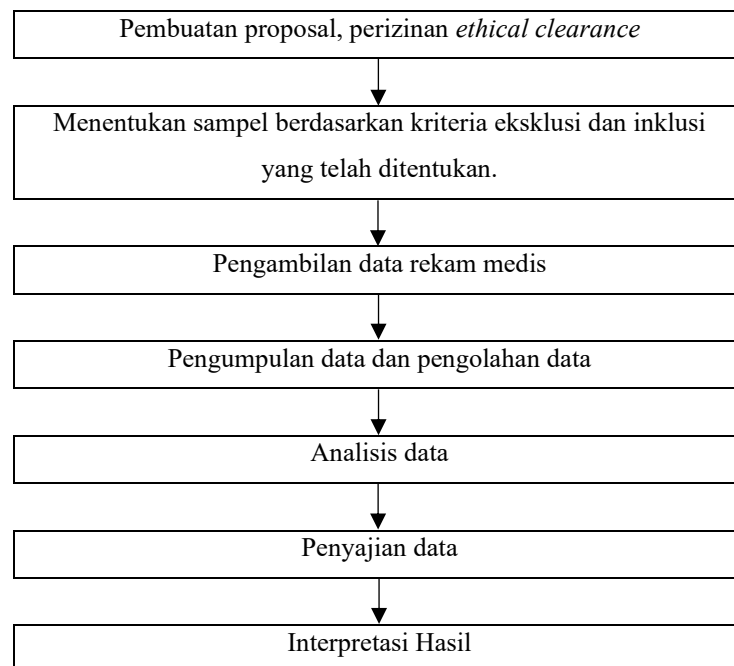 Pembuatan proposal, perizinan ethical clearance
Menentukan sampel berdasarkan kriteria eksklusi dan inklusi
yang telah ditentukan.
Pengambilan data rekam medis
Pengumpulan data dan pengolahan data
Analisis data
Penyajian data
Interpretasi Hasil